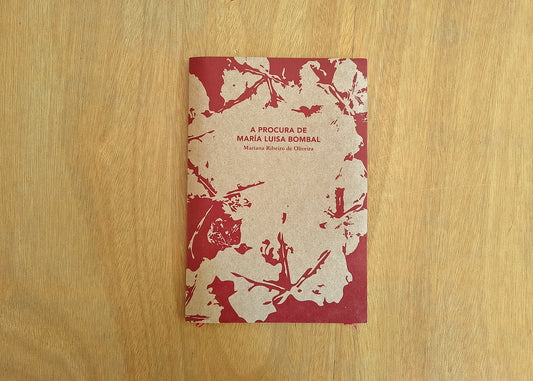 A PROCURA DE
MARÍA LUISA BOMBAL
Mariana Ribeiro de Oliveira